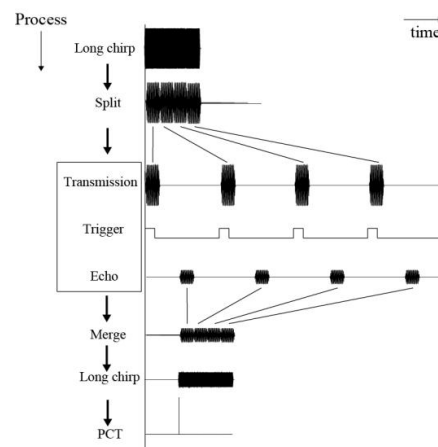 Process
time
Long chirp
Split
Transmission
Trigger
Echo
Merge
Long chirp
PCT